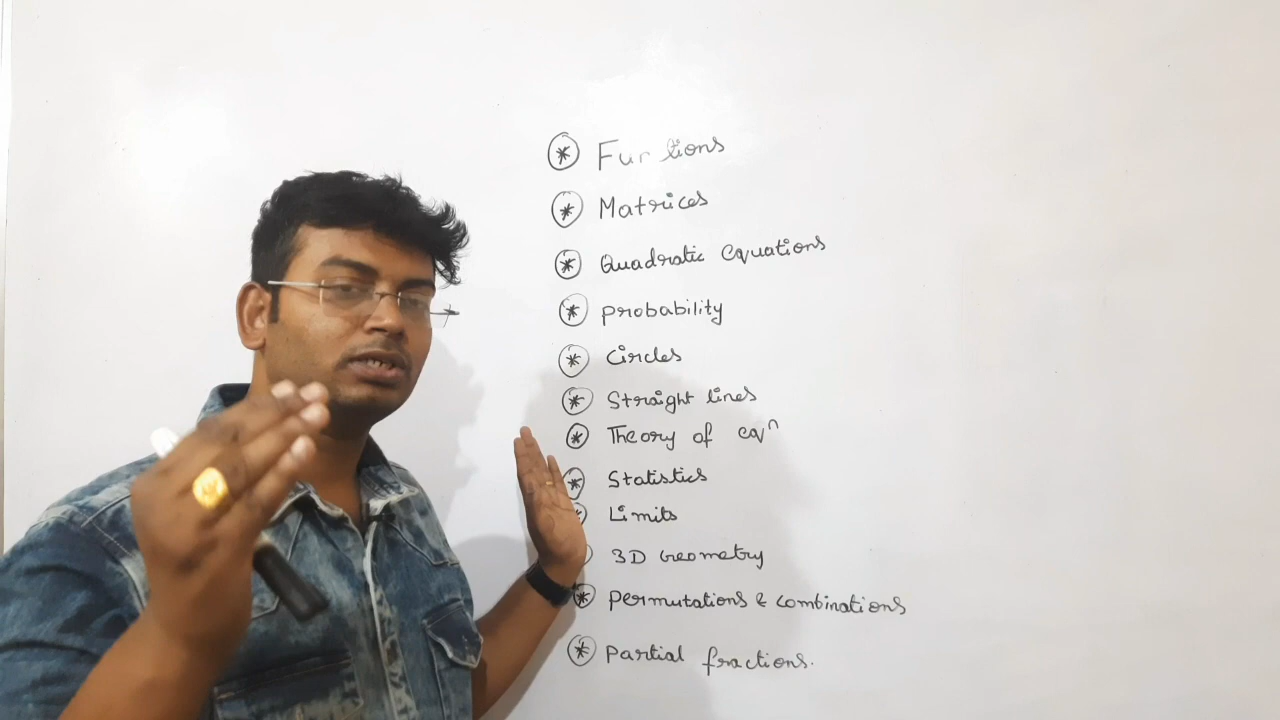 Functions
Matrices
Quadratic equations
probability
Circles
Straight lines
Theory of eqⁿ
Statistics
Limits
3D Geometry
permutations & combinations
partial fractions.